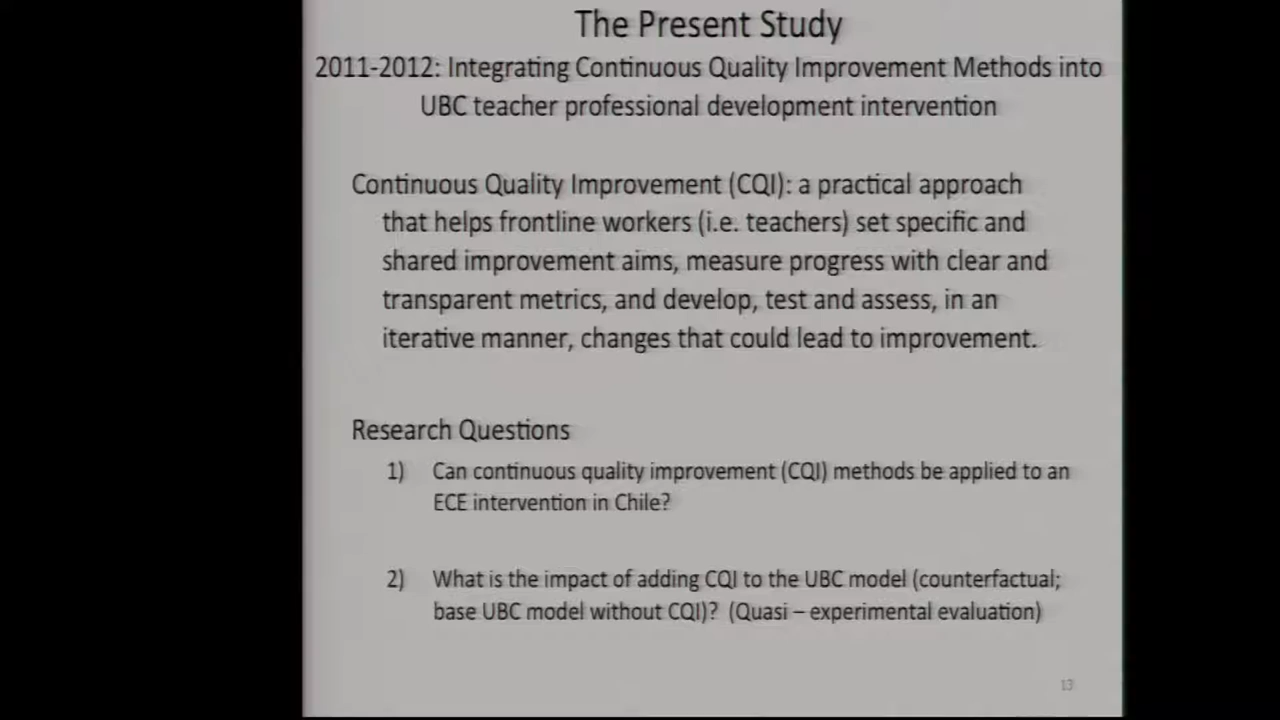 The Present Study
2011-2012: Integrating Continuous Quality Improvement Methods into
UBC teacher professional development intervention
Continuous Quality Improvement (CQI): a practical approach
that helps frontline workers (i.e. teachers) set specific and
shared improvement aims, measure progress with clear and
transparent metrics, and develop, test and assess, in an
iterative manner, changes that could lead to improvement.
Research Questions
1) Can continuous quality improvement (CQI) methods be applied to an
ECE intervention in Chile?
2) What is the impact of adding CQI to the UBC model (counterfactual;
base UBC model without CQI)? (Quasi – experimental evaluation)
13